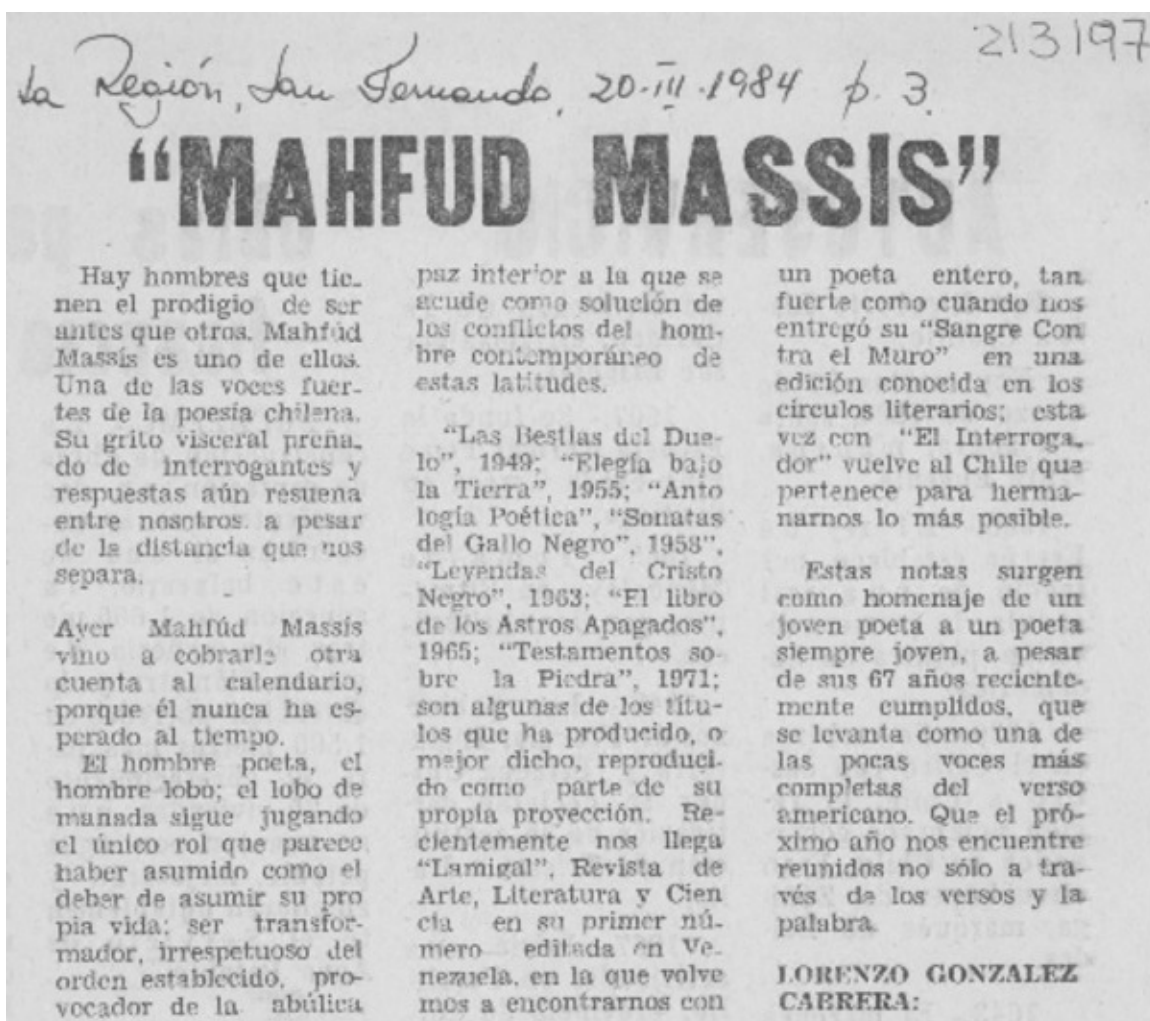 213197
La Región, San Fernando, 20-III-1984 p. 3.
“MAHFUD MASSIS”
Hay hombres que tie-
nen el prodigio de ser
antes que otros. Mahfúd
Massís es uno de ellos.
Una de las voces fuer-
tes de la poesía chilena.
Su grito visceral preña-
do de interrogantes y
respuestas aún resuena
entre nosotros. a pesar
de la distancia que nos
separa.
Ayer Mahfúd Massís
vino a cobrarle otra
cuenta al calendario,
porque él nunca ha es-
perado al tiempo.
El hombre poeta, el
hombre lobo; el lobo de
manada sigue jugando
el único rol que parece
haber asumido como el
deber de asumir su pro
pia vida: ser transfor-
mador, irrespetuoso del
orden establecido, pro-
vocador de la abúlica
paz interior a la que se
acude como solución de
los conflictos del hom-
bre contemporáneo de
estas latitudes.
“Las Bestias del Due-
lo”, 1949; “Elegía bajo
la Tierra”, 1955; “Anto
logía Poética”, “Sonatas
del Gallo Negro”, 1958”,
“Leyendas del Cristo
Negro”, 1963; “El libro
de los Astros Apagados”,
1965; “Testamentos so-
bre la Piedra”, 1971;
son algunas de los títu-
los que ha producido, o
mejor dicho, reproduci-
do como parte de su
propia proyección. Re-
cientemente nos llega
“Lamigal”, Revista de
Arte, Literatura y Cien
cia en su primer nú-
mero editada en Ve-
nezuela, en la que volve
mos a encontrarnos con
un poeta entero, tan
fuerte como cuando nos
entregó su “Sangre Con
tra el Muro” en una
edición conocida en los
círculos literarios; esta
vez con “El Interroga-
dor” vuelve al Chile que
pertenece para herma-
narnos lo más posible.
Estas notas surgen
como homenaje de un
joven poeta a un poeta
siempre joven, a pesar
de sus 67 años reciente-
mente cumplidos, que
se levanta como una de
las pocas voces más
completas del verso
americano. Que el pró-
ximo año nos encuentre
reunidos no sólo a tra-
vés de los versos y la
palabra
LORENZO GONZALEZ
CABRERA: